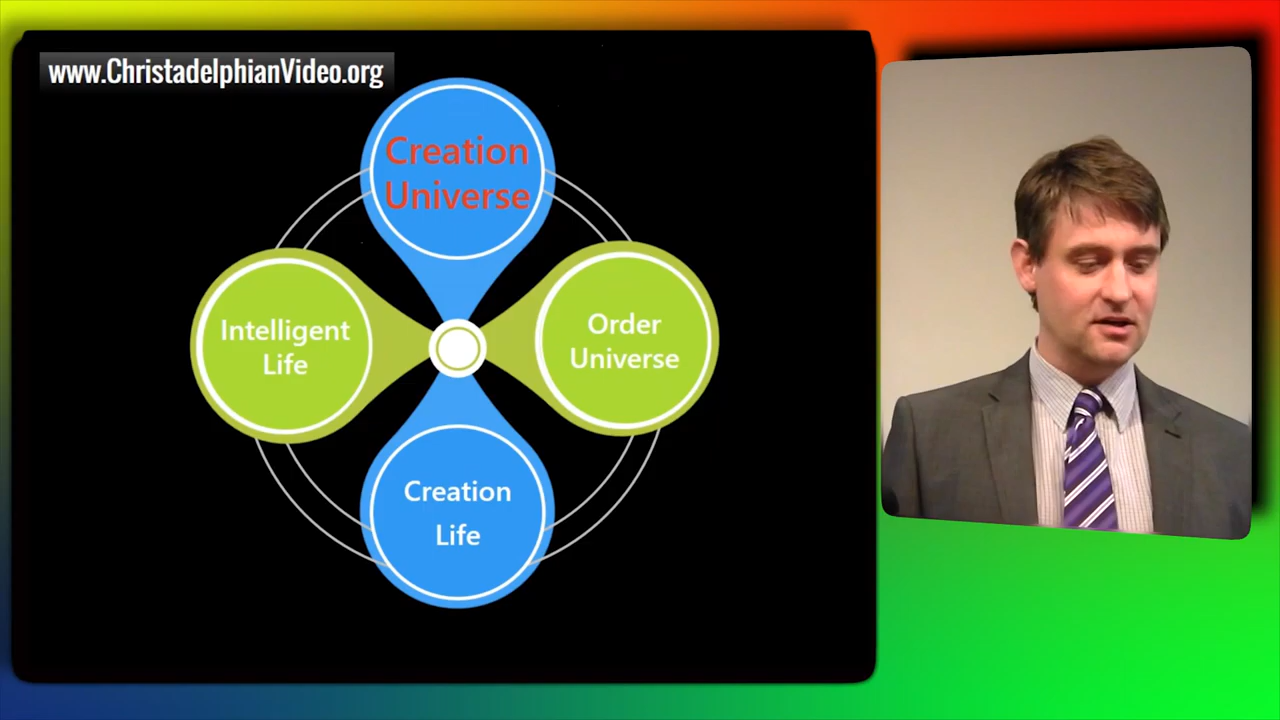 www.ChristadelphianVideo.org
Creation
Universe
Intelligent
Life
Order
Universe
Creation
Life